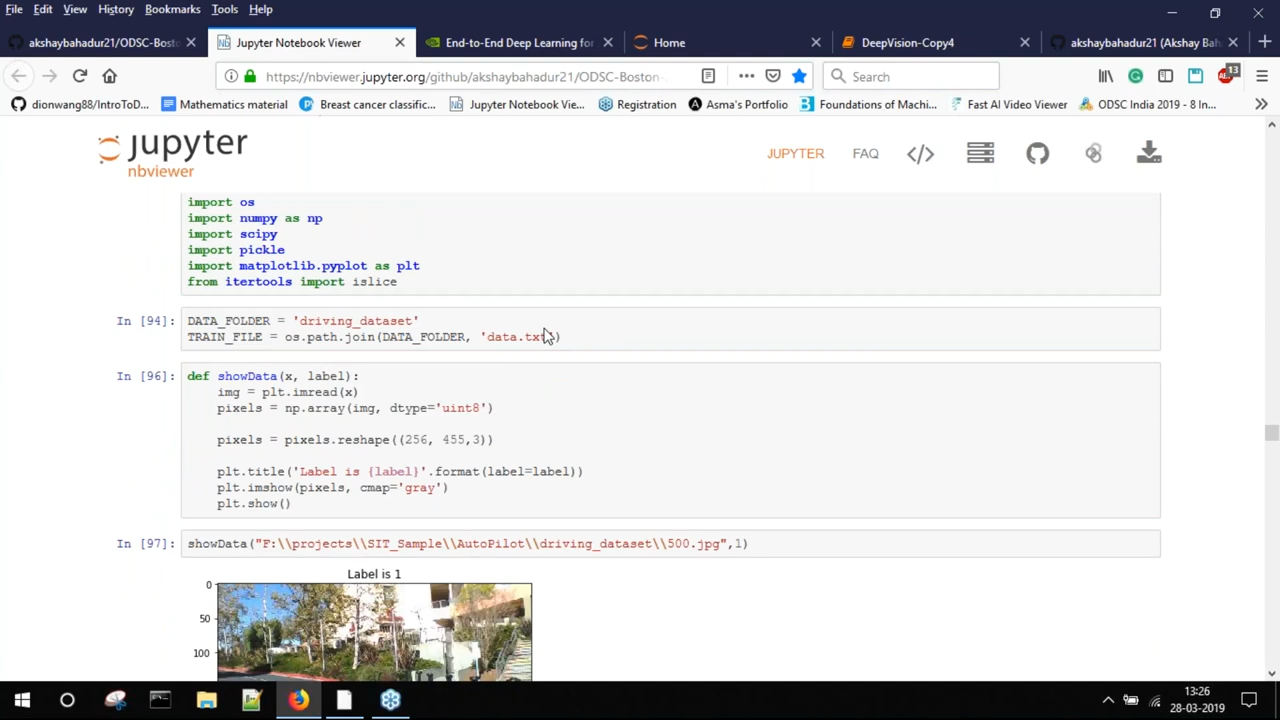 File Edit View History Bookmarks Tools Help
akshaybahadur21/ODSC-Bosto
Jupyter Notebook Viewer
End-to-End Deep Learning for
Home
DeepVision-Copy4
akshaybahadur21 (Akshay Bah
https://nbviewer.jupyter.org/github/akshaybahadur21/ODSC-Boston-
Search
13
dionwang88/IntroToD...
Mathematics material
Breast cancer classific...
Jupyter Notebook Vie...
Registration
Asma's Portfolio
Foundations of Machi...
Fast AI Video Viewer
ODSC India 2019 - 8 In...
jupyter
nbviewer
JUPYTER FAQ
import os
import numpy as np
import scipy
import pickle
import matplotlib.pyplot as plt
from itertools import islice
In [94]: DATA_FOLDER = 'driving_dataset'
TRAIN_FILE = os.path.join(DATA_FOLDER, 'data.txt')
In [96]: def showData(x, label):
img = plt.imread(x)
pixels = np.array(img, dtype='uint8')
pixels = pixels.reshape((256, 455,3))
plt.title('Label is {label}'.format(label=label))
plt.imshow(pixels, cmap='gray')
plt.show()
In [97]: showData("F:\\projects\\SIT_Sample\\AutoPilot\\driving_dataset\\500.jpg",1)
Label is 1
0
50
100
13:26
28-03-2019